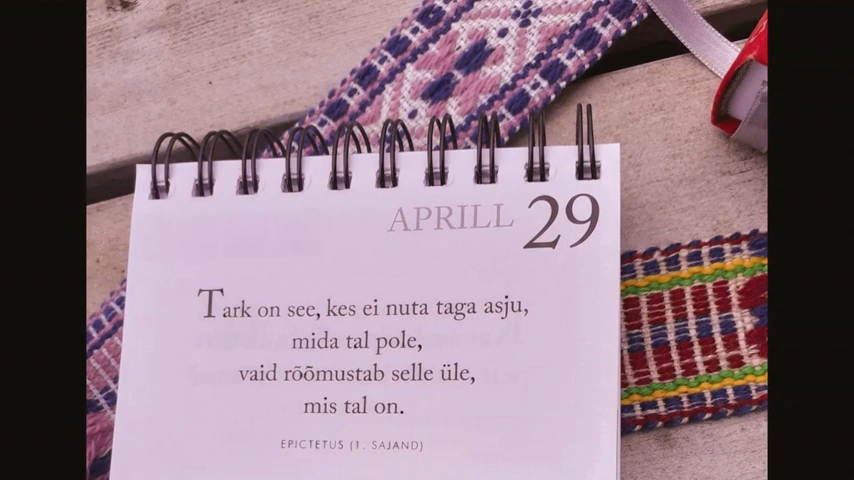 APRILL 29
Tark on see, kes ei nuta taga asju,
mida tal pole,
vaid rõõmustab selle üle,
mis tal on.
EPICTETUS (1. SAJAND)